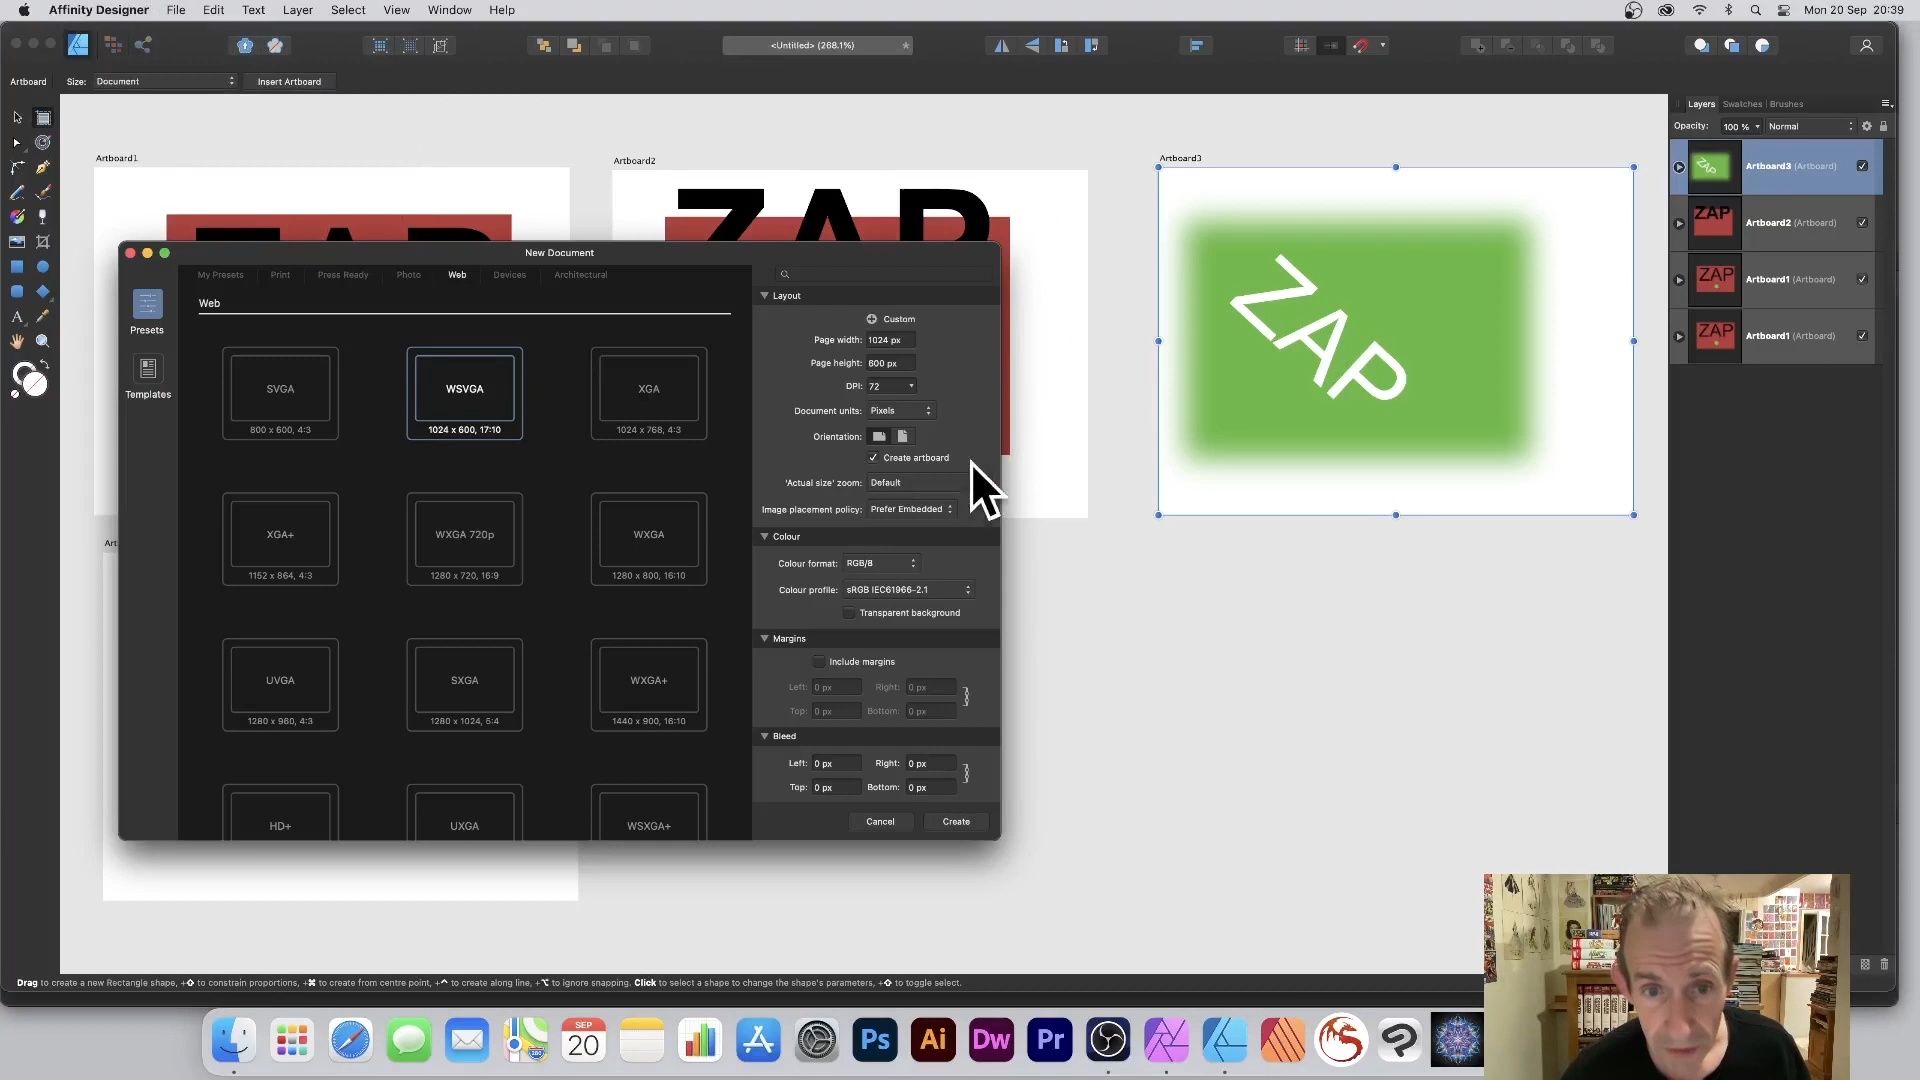 Affinity Designer File Edit Text Layer Select View Window Help Mon 20 Sep 20:39
<Untitled> (268.1%)
Artboard Size: Document Insert Artboard
Layers Swatches Brushes
Opacity: 100 % Normal
Artboard1
Artboard2
Artboard3
ZAP
ZAP
ZAP
Artboard3 (Artboard)
Artboard2 (Artboard)
Artboard1 (Artboard)
Artboard1 (Artboard)
New Document
My Presets Print Press Ready Photo Web Devices Architectural
Presets
Templates
Web
SVGA
800 x 600, 4:3
WSVGA
1024 x 600, 17:10
XGA
1024 x 768, 4:3
XGA+
1152 x 864, 4:3
WXGA 720p
1280 x 720, 16:9
WXGA
1280 x 800, 16:10
UVGA
1280 x 960, 4:3
SXGA
1280 x 1024, 5:4
WXGA+
1440 x 900, 16:10
HD+
UXGA
WSXGA+
Layout
Custom
Page width: 1024 px
Page height: 600 px
DPI: 72
Document units: Pixels
Orientation:
Create artboard
'Actual size' zoom: Default
Image placement policy: Prefer Embedded
Colour
Colour format: RGB/8
Colour profile: sRGB IEC61966-2.1
Transparent background
Margins
Include margins
Left: 0 px Right: 0 px
Top: 0 px Bottom: 0 px
Bleed
Left: 0 px Right: 0 px
Top: 0 px Bottom: 0 px
Cancel Create
Drag to create a new Rectangle shape, +⇧ to constrain proportions, +⌘ to create from centre point, +^ to create along line, +⌥ to ignore snapping. Click to select a shape to change the shape's parameters, +⇧ to toggle select.
SEP
20
280
Ps
Ai
Dw
Pr